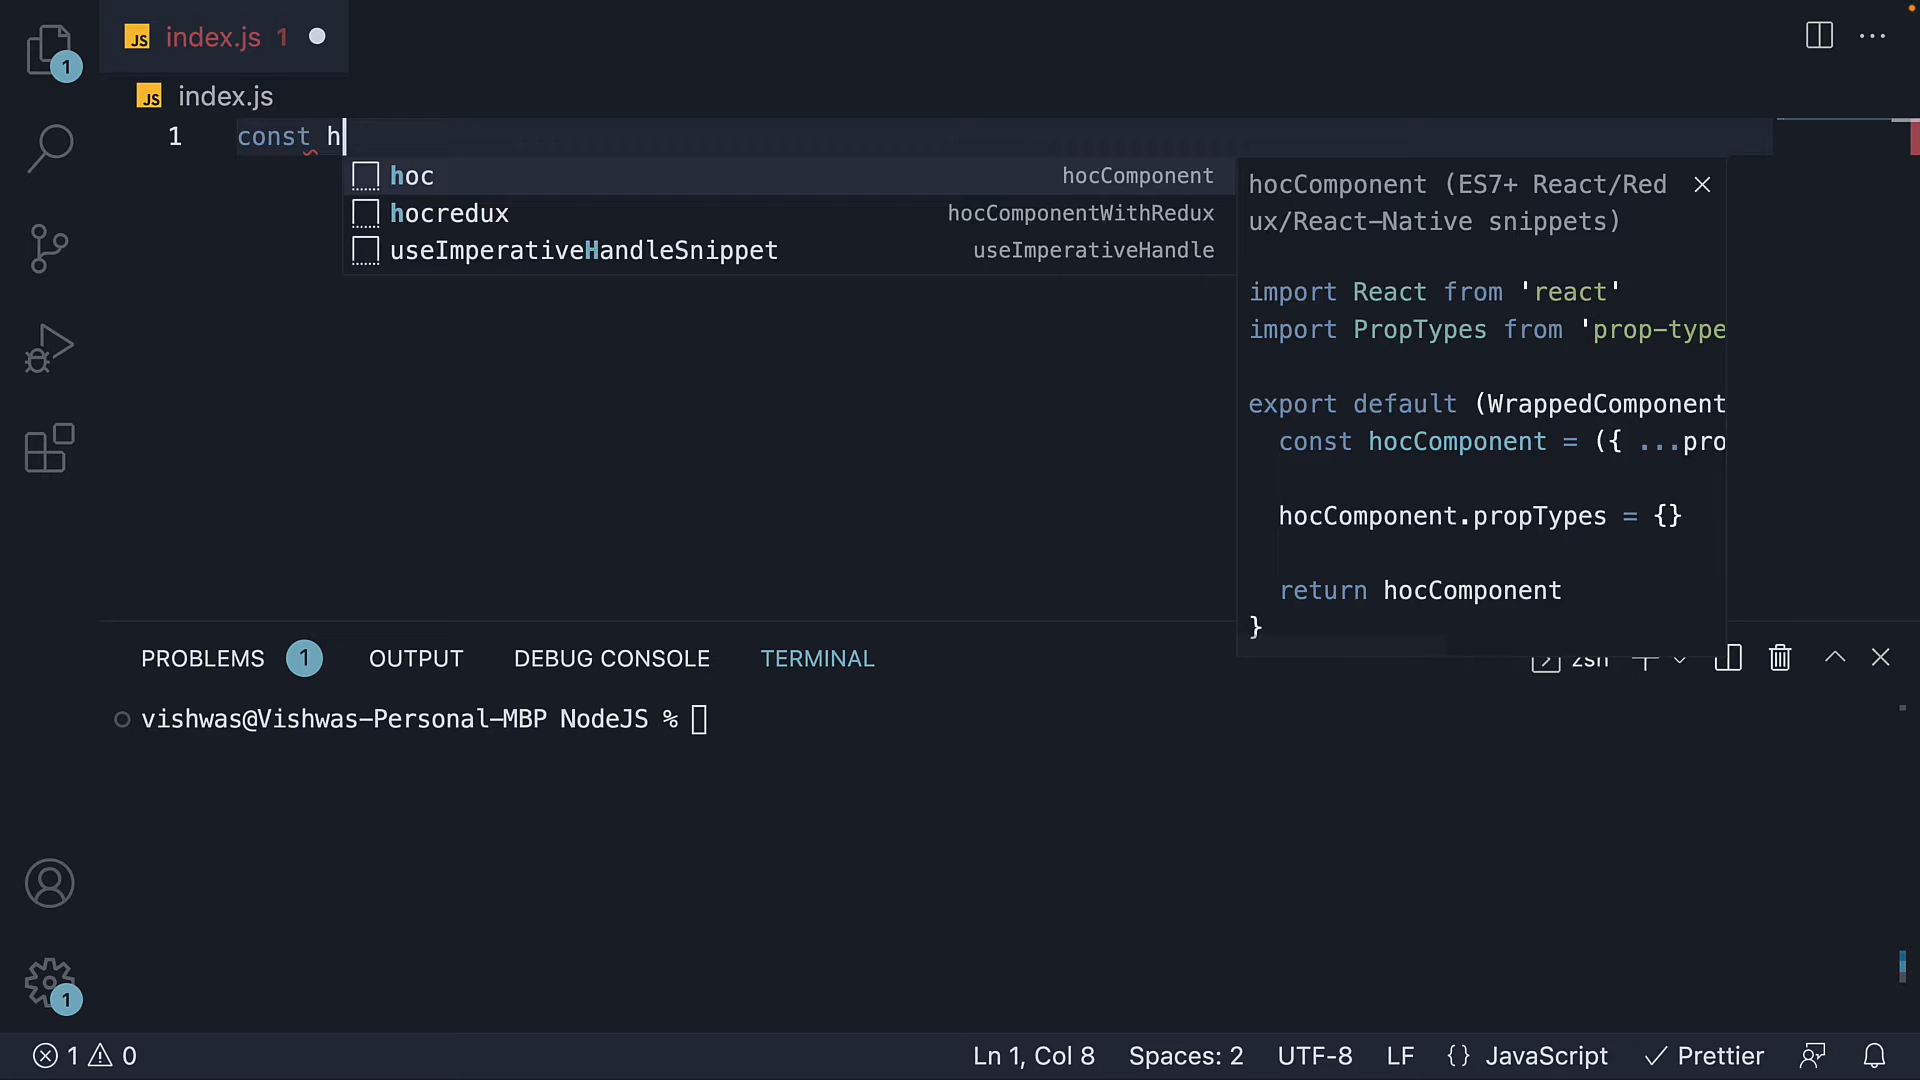 JS index.js 1
1
JS index.js
1 const h
hoc hocComponent
hocredux hocComponentWithRedux
useImperativeHandleSnippet useImperativeHandle
hocComponent (ES7+ React/Red
ux/React-Native snippets)
import React from 'react'
import PropTypes from 'prop-type
export default (WrappedComponent
const hocComponent = ({ ...pro
hocComponent.propTypes = {}
return hocComponent
}
PROBLEMS 1 OUTPUT DEBUG CONSOLE TERMINAL zsh
vishwas@Vishwas-Personal-MBP NodeJS %
1
1 0 Ln 1, Col 8 Spaces: 2 UTF-8 LF {} JavaScript Prettier